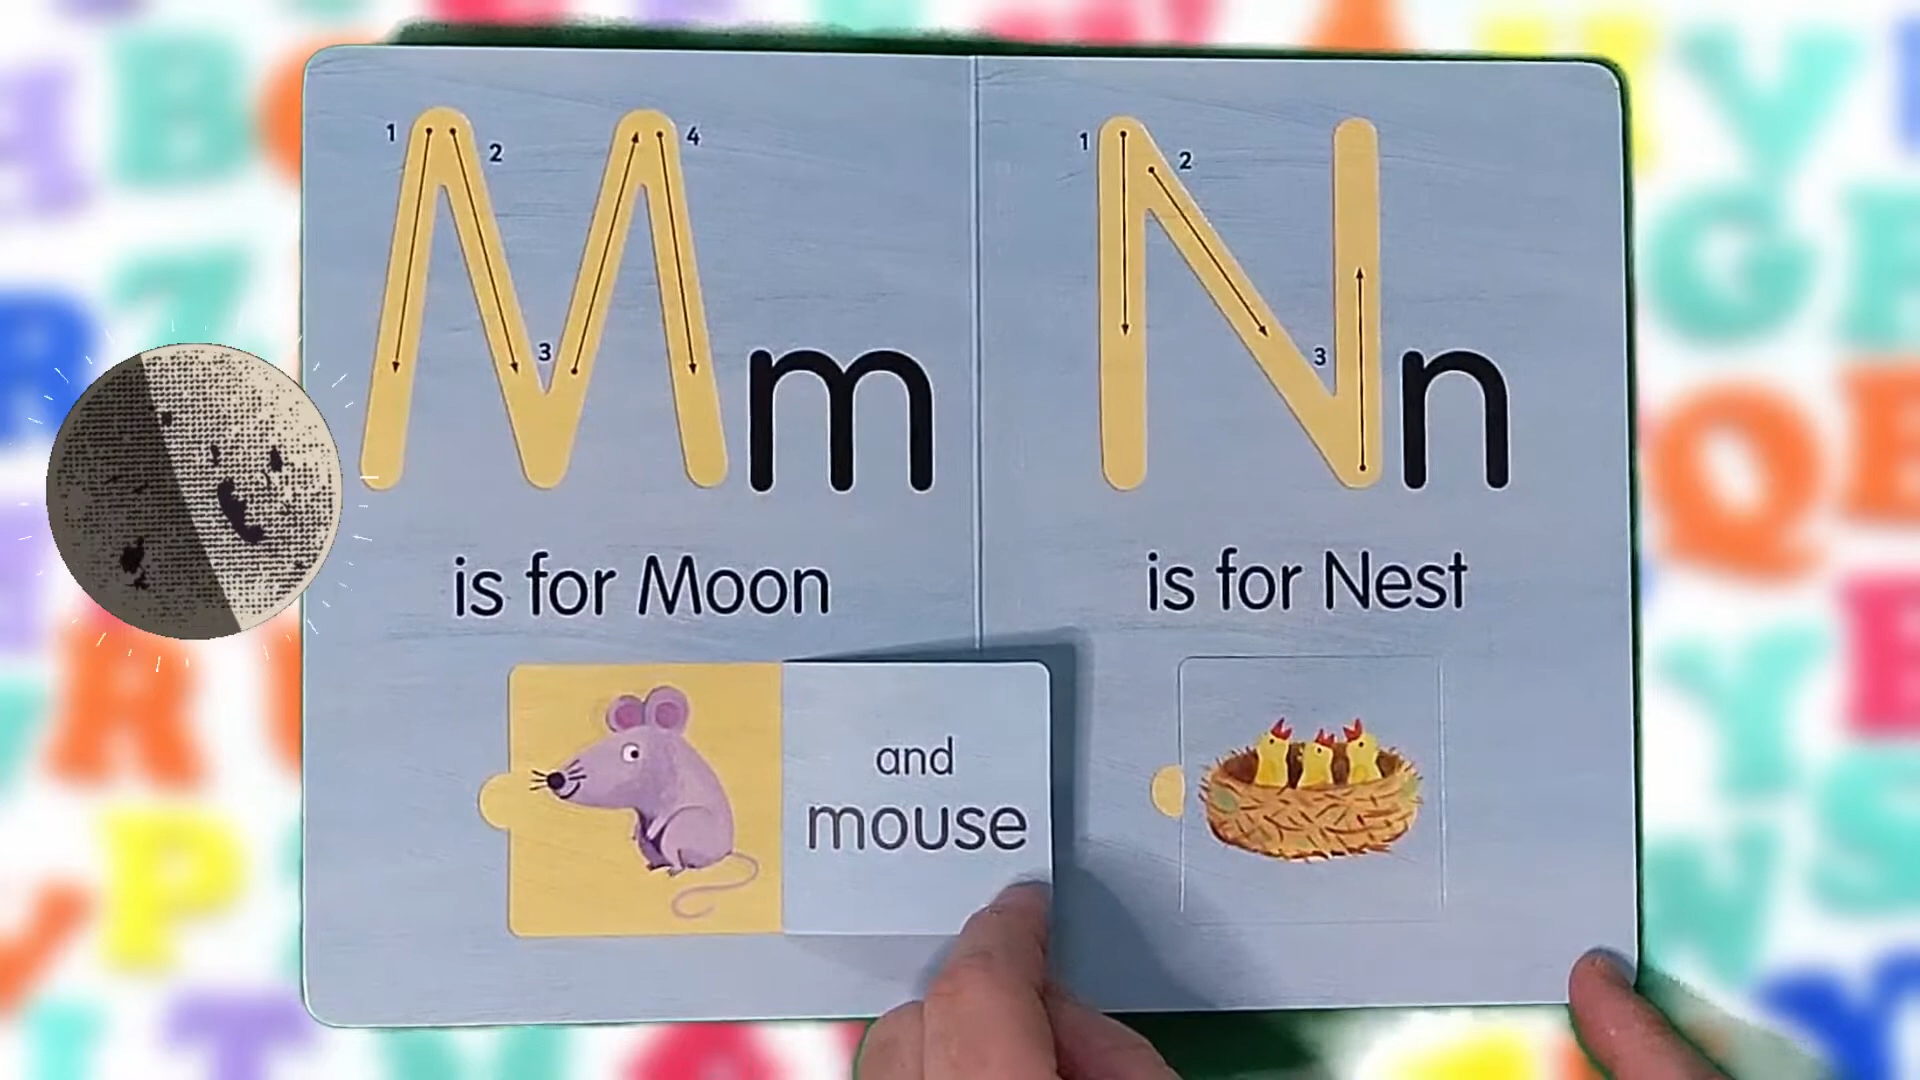 1 2 3 4
Mm
is for Moon
and
mouse
1 2 3
Nn
is for Nest